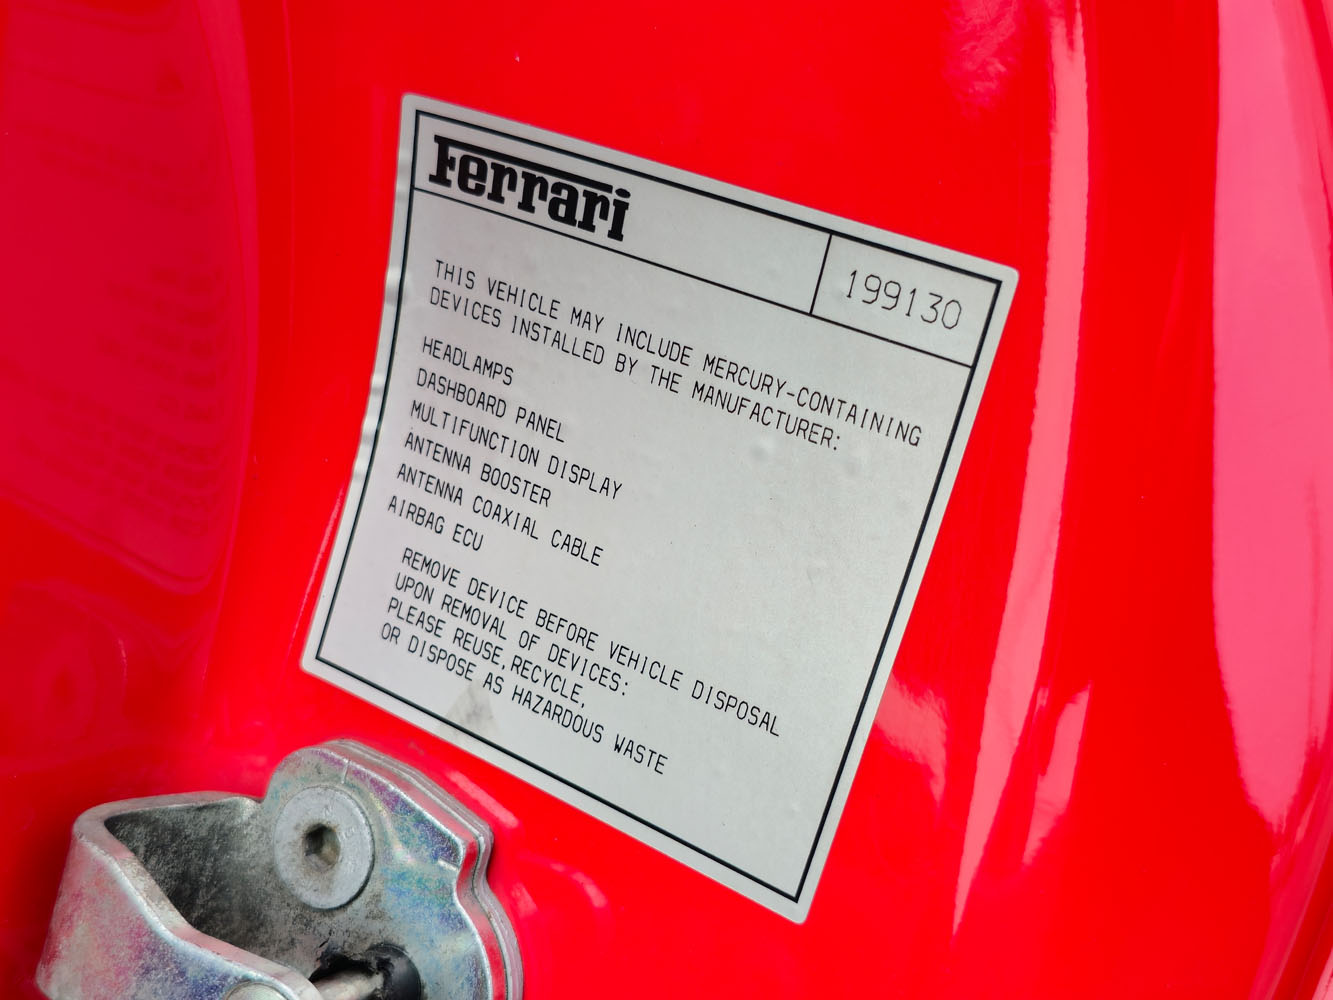 Ferrari
199130
THIS VEHICLE MAY INCLUDE MERCURY-CONTAINING
DEVICES INSTALLED BY THE MANUFACTURER:
HEADLAMPS
DASHBOARD PANEL
MULTIFUNCTION DISPLAY
ANTENNA BOOSTER
ANTENNA COAXIAL CABLE
AIRBAG ECU
REMOVE DEVICE BEFORE VEHICLE DISPOSAL
UPON REMOVAL OF DEVICES:
PLEASE REUSE,RECYCLE,
OR DISPOSE AS HAZARDOUS WASTE